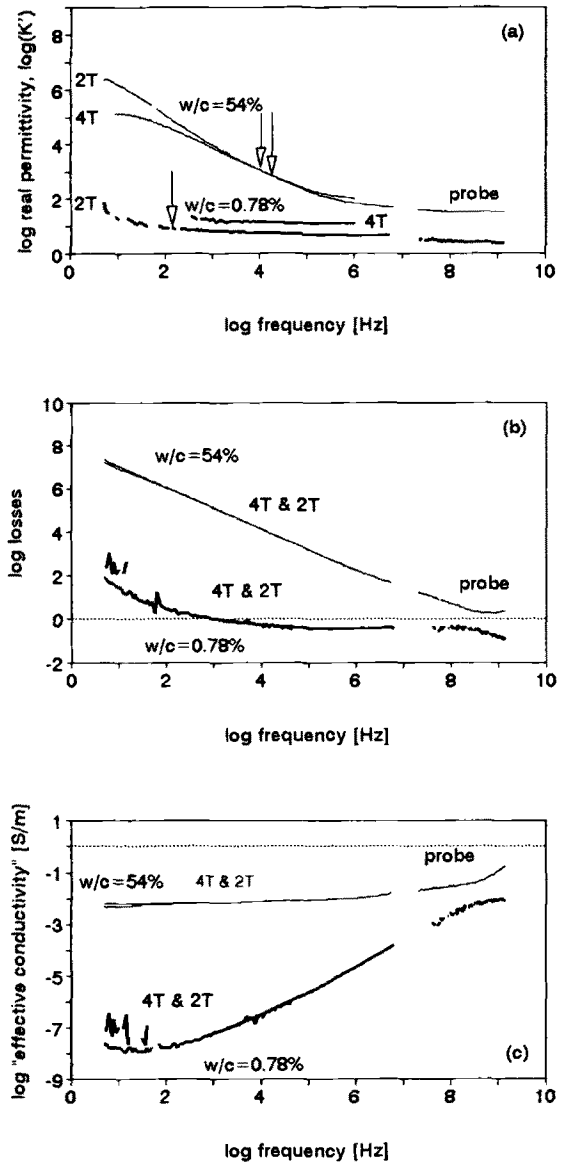 (a)
log real permittivity, log(K')
8
6
4
2
0
2T
4T
w/c=54%
2T
w/c=0.78%
4T
probe
0 2 4 6 8 10
log frequency [Hz]
(b)
log losses
10
8
6
4
2
0
-2
w/c=54%
4T & 2T
4T & 2T
probe
w/c=0.78%
0 2 4 6 8 10
log frequency [Hz]
log "effective conductivity" [S/m]
1
-1
-3
-5
-7
-9
probe
w/c=54% 4T & 2T
4T & 2T
w/c=0.78%
(c)
0 2 4 6 8 10
log frequency [Hz]